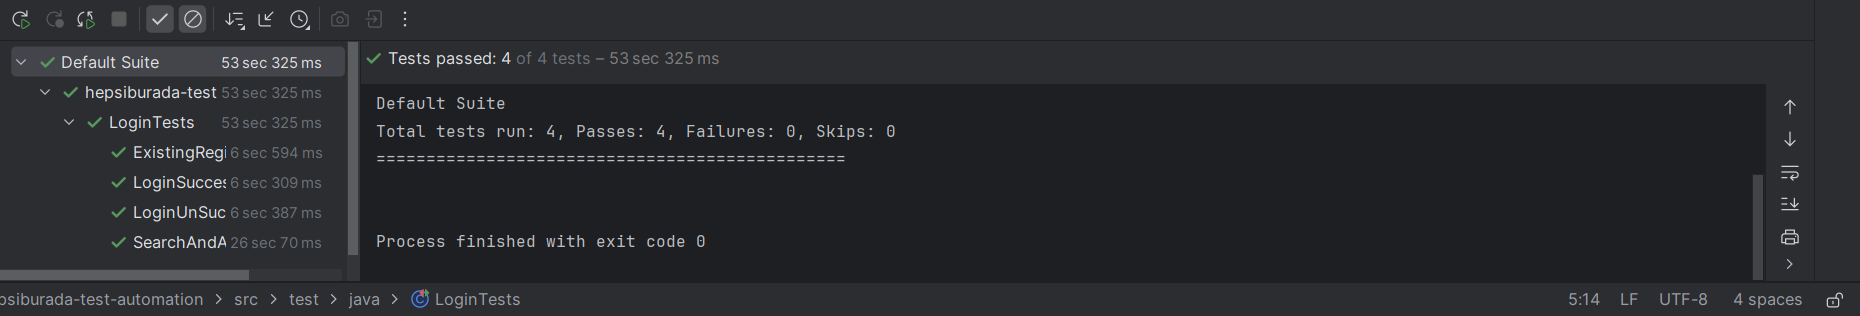 Default Suite 53 sec 325 ms
hepsiburada-test 53 sec 325 ms
LoginTests 53 sec 325 ms
ExistingRegi 6 sec 594 ms
LoginSucces 6 sec 309 ms
LoginUnSuc 6 sec 387 ms
SearchAndA 26 sec 70 ms
Tests passed: 4 of 4 tests – 53 sec 325 ms
Default Suite
Total tests run: 4, Passes: 4, Failures: 0, Skips: 0
===============================================
Process finished with exit code 0
psiburada-test-automation > src > test > java > LoginTests
5:14 LF UTF-8 4 spaces